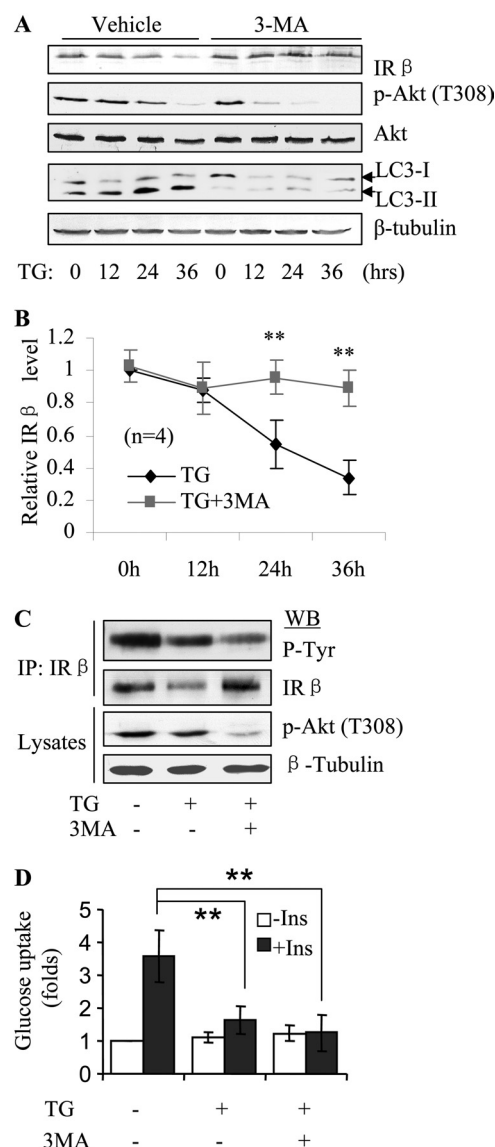 A Vehicle 3-MA
IR β
p-Akt (T308)
Akt
LC3-I
LC3-II
β-tubulin
TG: 0 12 24 36 0 12 24 36 (hrs)
B
Relative IR β level
1.2
1
0.8
0.6
0.4
0.2
0
** **
(n=4)
TG
TG+3MA
0h 12h 24h 36h
C
WB
IP: IR β
P-Tyr
IR β
Lysates
p-Akt (T308)
β-Tubulin
TG - + +
3MA - - +
D
Glucose uptake
(folds)
5
4
3
2
1
0
**
**
-Ins
+Ins
TG - + +
3MA - - +